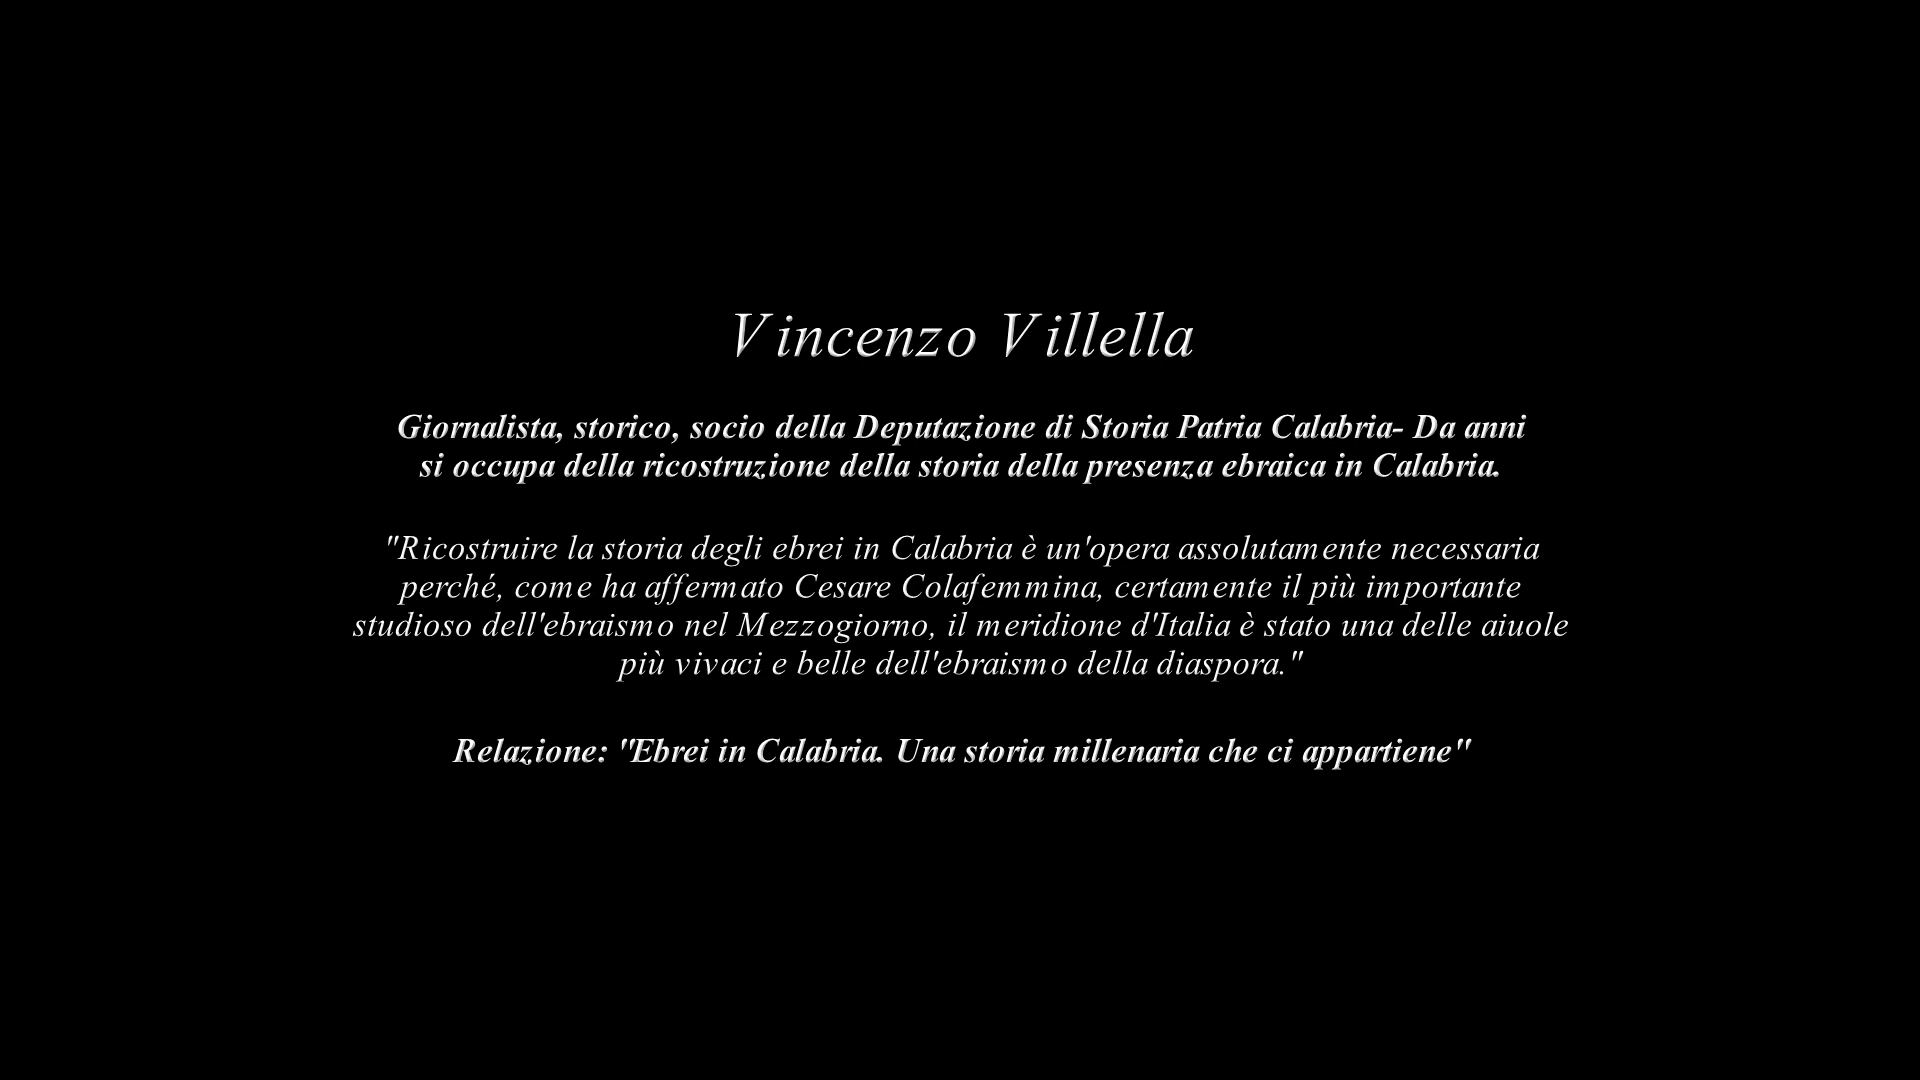 Vincenzo Villella
Giornalista, storico, socio della Deputazione di Storia Patria Calabria- Da anni
si occupa della ricostruzione della storia della presenza ebraica in Calabria.
"Ricostruire la storia degli ebrei in Calabria è un'opera assolutamente necessaria
perché, come ha affermato Cesare Colafemmina, certamente il più importante
studioso dell'ebraismo nel Mezzogiorno, il meridione d'Italia è stato una delle aiuole
più vivaci e belle dell'ebraismo della diaspora."
Relazione: "Ebrei in Calabria. Una storia millenaria che ci appartiene"